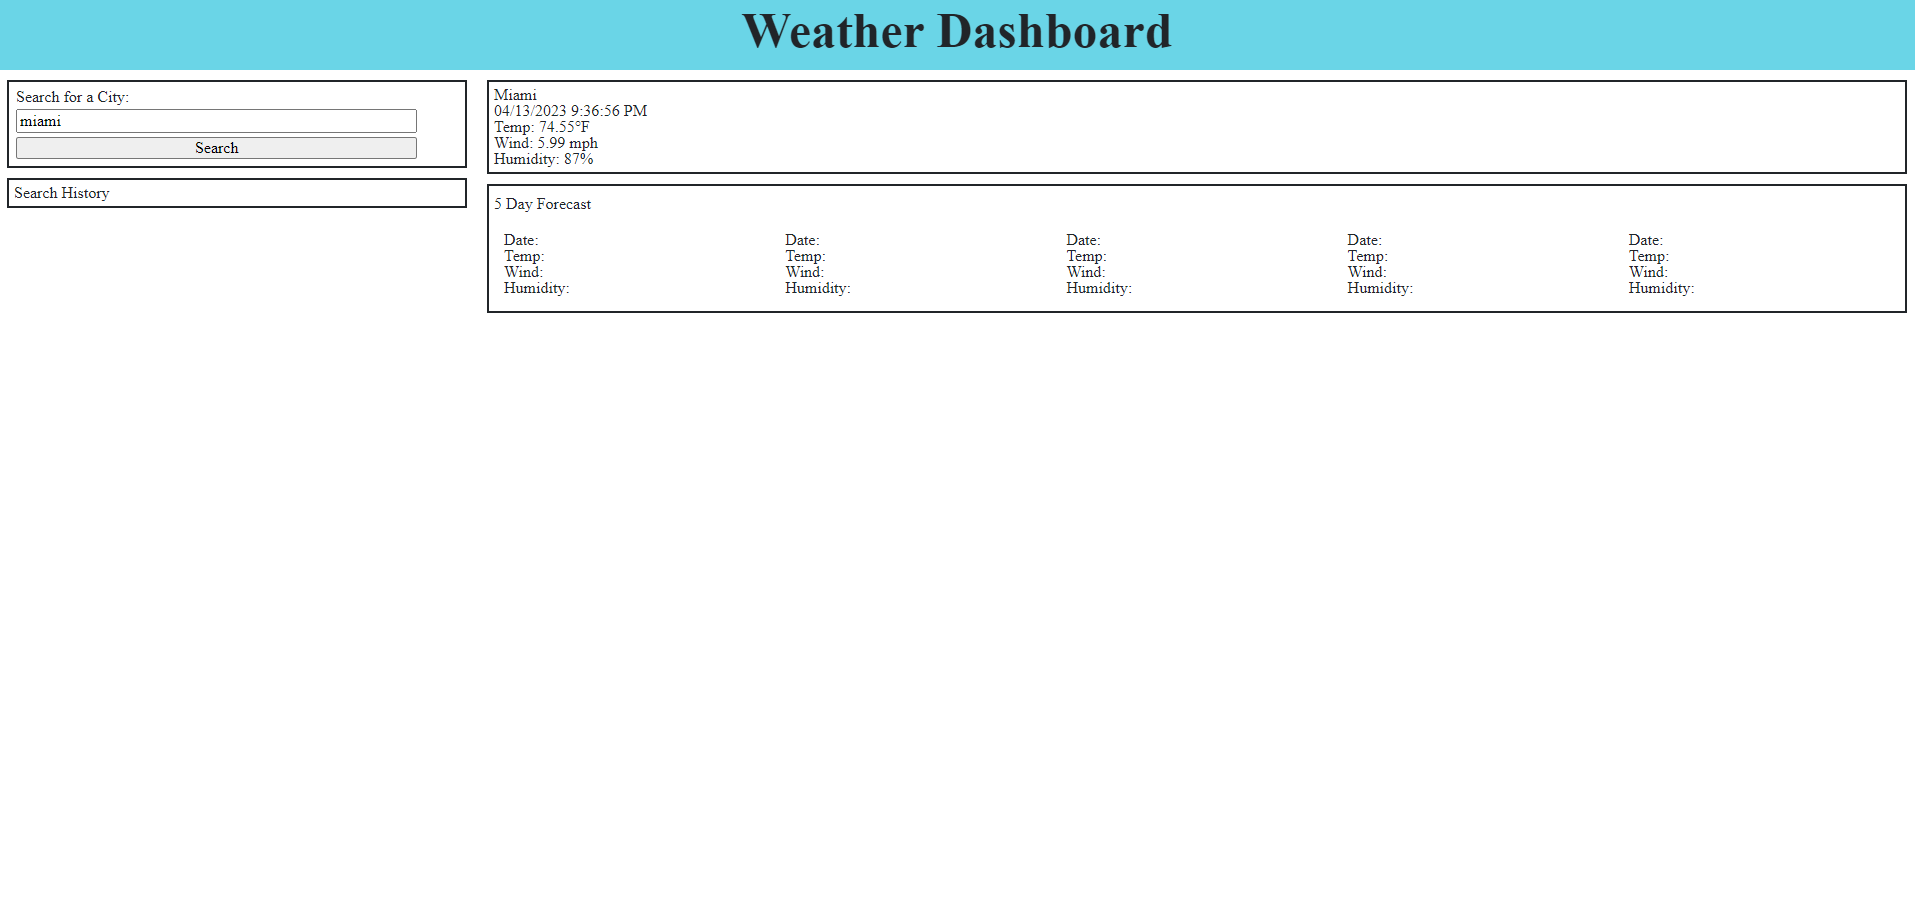 Weather Dashboard
Search for a City:
miami
Search
Search History
Miami
04/13/2023 9:36:56 PM
Temp: 74.55°F
Wind: 5.99 mph
Humidity: 87%
5 Day Forecast
Date:
Temp:
Wind:
Humidity:
Date:
Temp:
Wind:
Humidity:
Date:
Temp:
Wind:
Humidity:
Date:
Temp:
Wind:
Humidity:
Date:
Temp:
Wind:
Humidity: